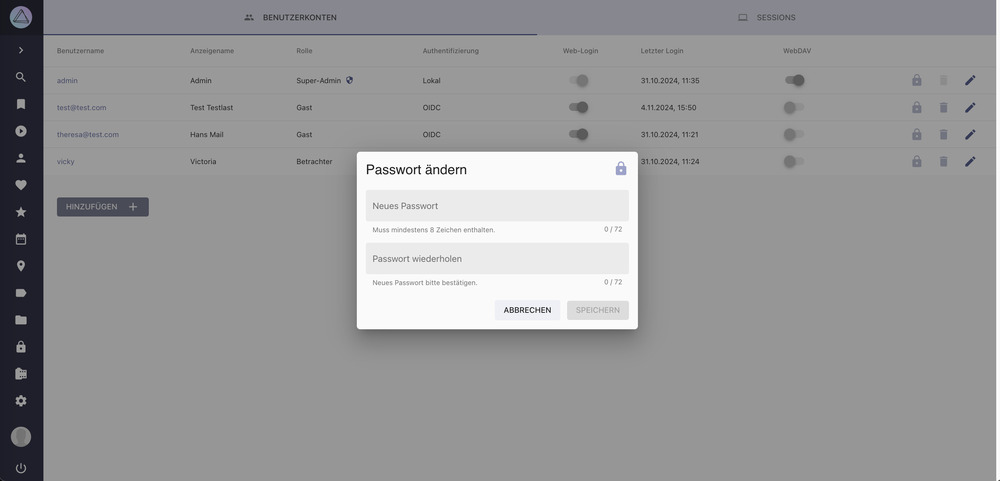 BENUTZERKONTEN SESSIONS
Benutzername Anzeigename Rolle Authentifizierung Web-Login Letzter Login WebDAV
admin Admin Super-Admin Lokal 31.10.2024, 11:35
test@test.com Test Testlast Gast OIDC 4.11.2024, 15:50
theresa@test.com Hans Mail Gast OIDC 31.10.2024, 11:21
vicky Victoria Betrachter 31.10.2024, 11:24
HINZUFÜGEN
Passwort ändern
Neues Passwort
Muss mindestens 8 Zeichen enthalten. 0 / 72
Passwort wiederholen
Neues Passwort bitte bestätigen. 0 / 72
ABBRECHEN SPEICHERN